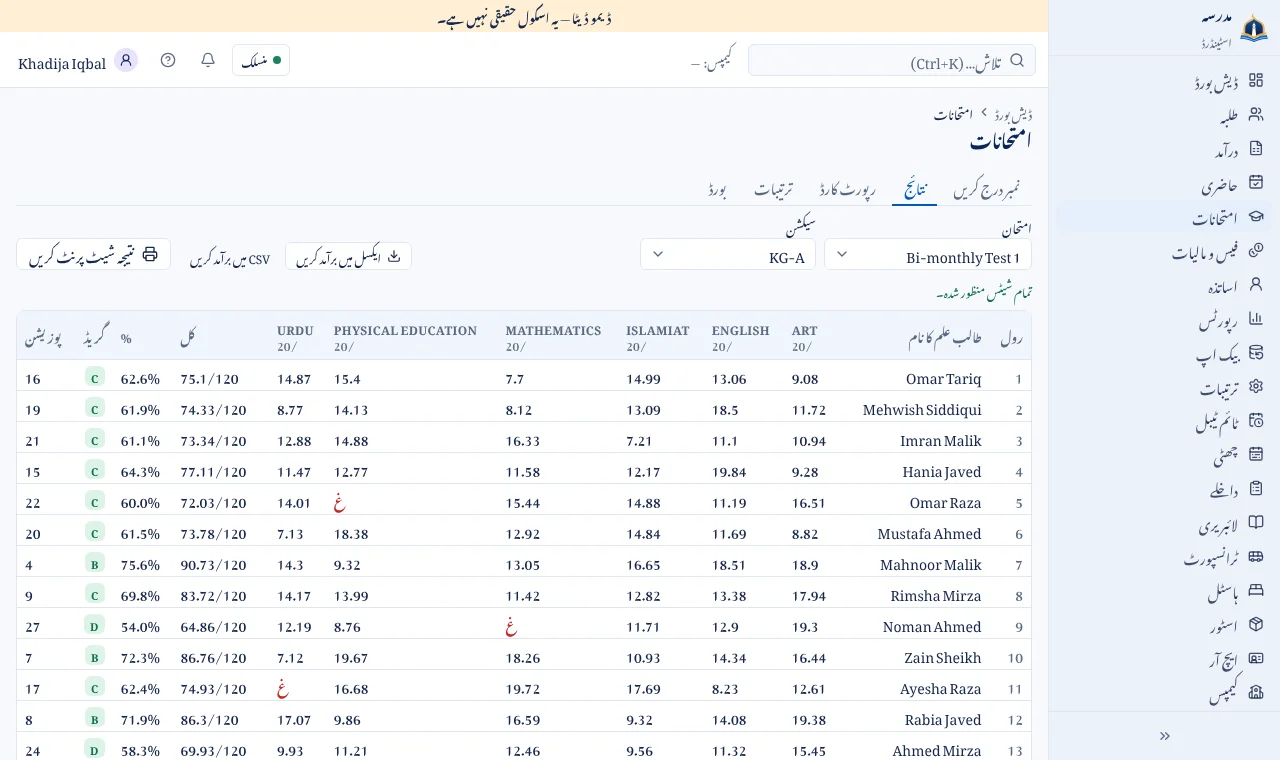 ڈیمو ڈیٹا — یہ اسکول حقیقی نہیں ہے۔
مدرسہ
اسٹینڈرڈ
ڈیش بورڈ
طلبہ
درآمد
حاضری
امتحانات
فیس و مالیات
اساتذہ
رپورٹس
بیک اپ
ترتیبات
ٹائم ٹیبل
چھٹی
داخلے
لائبریری
ٹرانسپورٹ
ہاسٹل
اسٹور
ایچ آر
کیمپس
تلاش... (Ctrl+K)
کیمپس: —
منسلک
Khadija Iqbal
ڈیش بورڈ › امتحانات
امتحانات
نمبر درج کریں نتائج رپورٹ کارڈ ترتیبات بورڈ
امتحان سیکشن
Bi-monthly Test 1 KG-A ایکسل میں برآمد کریں CSV میں برآمد کریں نتیجہ شیٹ پرنٹ کریں
تمام شیٹس منظور شدہ۔
رول طالب علم کا نام ART 20/ ENGLISH 20/ ISLAMIAT 20/ MATHEMATICS 20/ PHYSICAL EDUCATION 20/ URDU 20/ کل % گریڈ پوزیشن
1 Omar Tariq 9.08 13.06 14.99 7.7 15.4 14.87 75.1/120 62.6% C 16
2 Mehwish Siddiqui 11.72 18.5 13.09 8.12 14.13 8.77 74.33/120 61.9% C 19
3 Imran Malik 10.94 11.1 7.21 16.33 14.88 12.88 73.34/120 61.1% C 21
4 Hania Javed 9.28 19.84 12.17 11.58 12.77 11.47 77.11/120 64.3% C 15
5 Omar Raza 16.51 11.19 14.88 15.44 غ 14.01 72.03/120 60.0% C 22
6 Mustafa Ahmed 8.82 11.69 14.84 12.92 18.38 7.13 73.78/120 61.5% C 20
7 Mahnoor Malik 18.9 18.51 16.65 13.05 9.32 14.3 90.73/120 75.6% B 4
8 Rimsha Mirza 17.94 13.38 12.82 11.42 13.99 14.17 83.72/120 69.8% C 9
9 Noman Ahmed 19.3 12.9 11.71 غ 8.76 12.19 64.86/120 54.0% D 27
10 Zain Sheikh 16.44 14.34 10.93 18.26 19.67 7.12 86.76/120 72.3% B 7
11 Ayesha Raza 12.61 8.23 17.69 19.72 16.68 غ 74.93/120 62.4% C 17
12 Rabia Javed 19.38 14.08 9.32 16.59 9.86 17.07 86.3/120 71.9% B 8
13 Ahmed Mirza 15.45 11.32 9.56 12.46 11.21 9.93 69.93/120 58.3% D 24